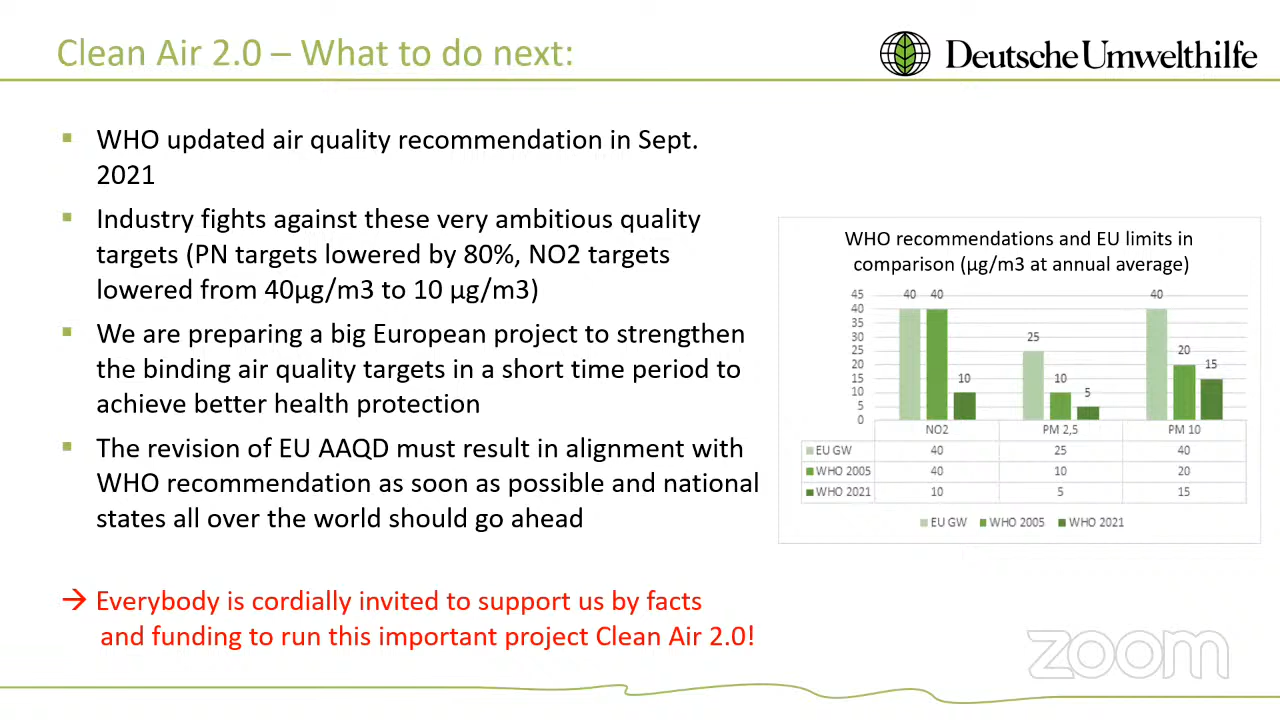 Clean Air 2.0 – What to do next:
Deutsche Umwelthilfe
▪ WHO updated air quality recommendation in Sept.
2021
▪ Industry fights against these very ambitious quality
targets (PN targets lowered by 80%, NO2 targets
lowered from 40µg/m3 to 10 µg/m3)
▪ We are preparing a big European project to strengthen
the binding air quality targets in a short time period to
achieve better health protection
▪ The revision of EU AAQD must result in alignment with
WHO recommendation as soon as possible and national
states all over the world should go ahead
→ Everybody is cordially invited to support us by facts
and funding to run this important project Clean Air 2.0!
WHO recommendations and EU limits in
comparison (µg/m3 at annual average)
45
40
35
30
25
20
15
10
5
0
40 40 10
25 10 5
40 20 15
NO2 PM 2,5 PM 10
EU GW 40 25 40
WHO 2005 40 10 20
WHO 2021 10 5 15
EU GW WHO 2005 WHO 2021
zoom